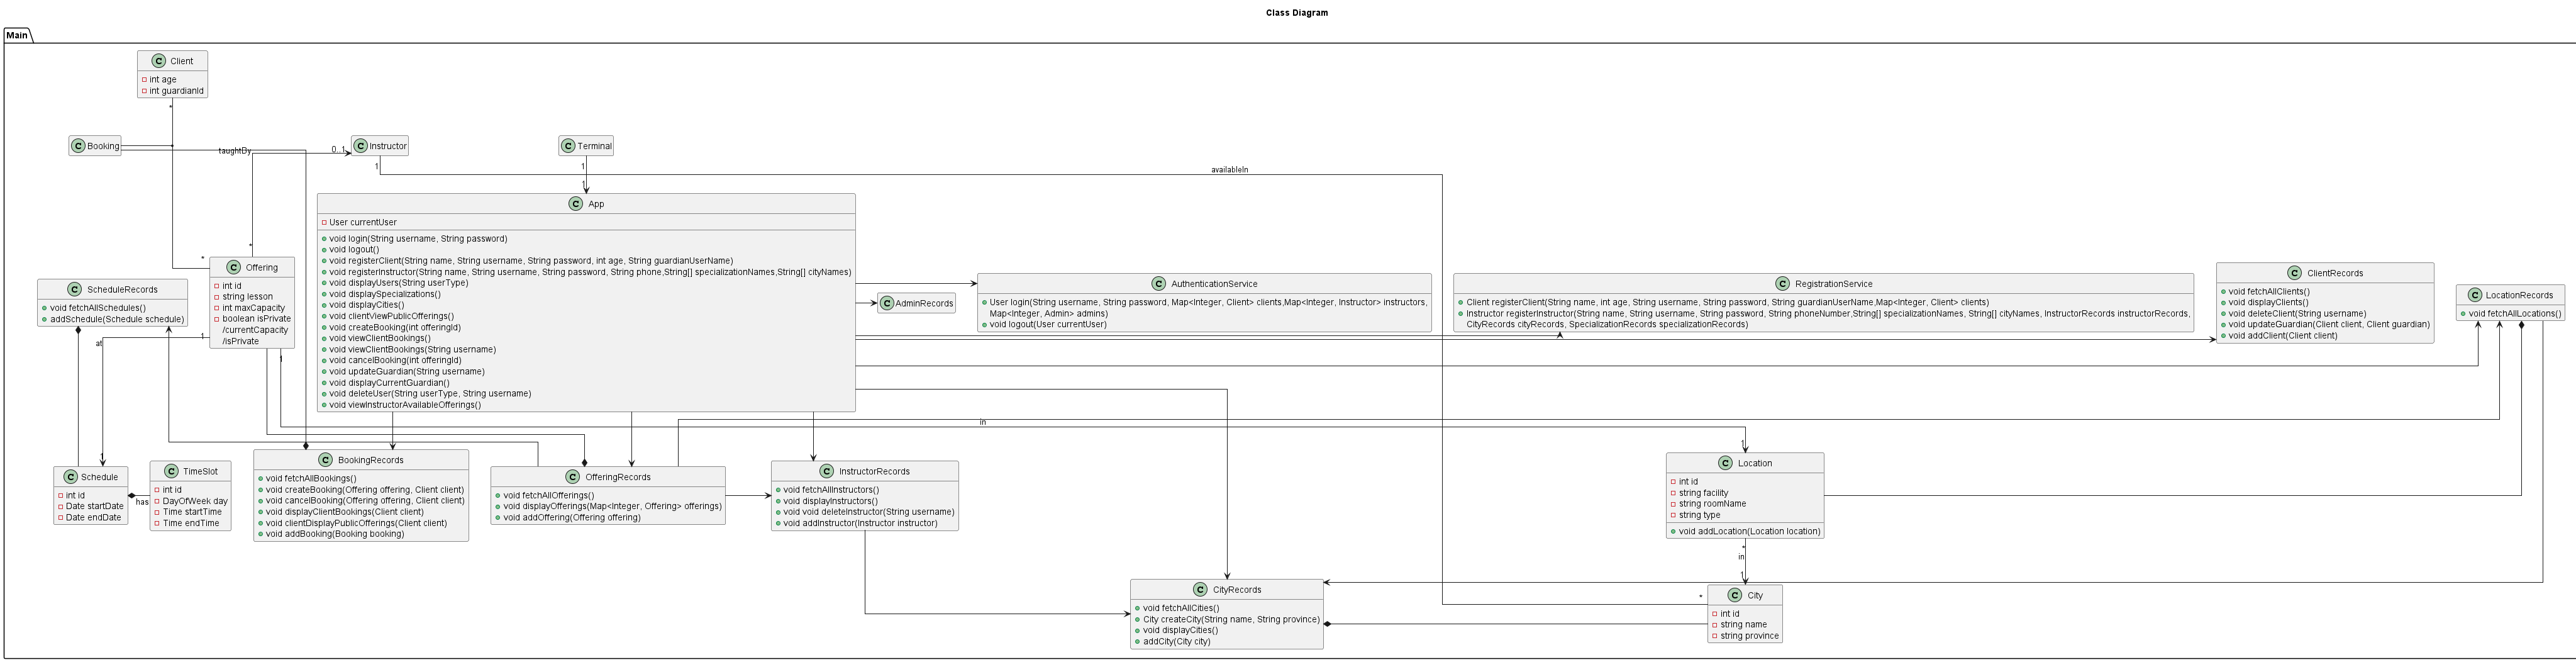 Class Diagram
Main
C Client
int age
int guardianId
*
C Booking
taughtBy
0..1
C Instructor
1
C Terminal
1
1
availableIn
*
*
C App
User currentUser
void login(String username, String password)
void logout()
void registerClient(String name, String username, String password, int age, String guardianUserName)
void registerInstructor(String name, String username, String password, String phone,String[] specializationNames,String[] cityNames)
void displayUsers(String userType)
void displaySpecializations()
void displayCities()
void clientViewPublicOfferings()
void createBooking(int offeringId)
void viewClientBookings()
void viewClientBookings(String username)
void cancelBooking(int offeringId)
void updateGuardian(String username)
void displayCurrentGuardian()
void deleteUser(String userType, String username)
void viewInstructorAvailableOfferings()
C Offering
int id
string lesson
int maxCapacity
boolean isPrivate
/currentCapacity
/isPrivate
1
1
at
C ScheduleRecords
void fetchAllSchedules()
addSchedule(Schedule schedule)
C AuthenticationService
User login(String username, String password, Map<Integer, Client> clients,Map<Integer, Instructor> instructors,
Map<Integer, Admin> admins)
void logout(User currentUser)
C AdminRecords
C RegistrationService
Client registerClient(String name, int age, String username, String password, String guardianUserName,Map<Integer, Client> clients)
Instructor registerInstructor(String name, String username, String password, String phoneNumber,String[] specializationNames, String[] cityNames, InstructorRecords instructorRecords,
CityRecords cityRecords, SpecializationRecords specializationRecords)
C ClientRecords
void fetchAllClients()
void displayClients()
void deleteClient(String username)
void updateGuardian(Client client, Client guardian)
void addClient(Client client)
C LocationRecords
void fetchAllLocations()
in
1
1
C Schedule
int id
Date startDate
Date endDate
has
C TimeSlot
int id
DayOfWeek day
Time startTime
Time endTime
C BookingRecords
void fetchAllBookings()
void createBooking(Offering offering, Client client)
void cancelBooking(Offering offering, Client client)
void displayClientBookings(Client client)
void clientDisplayPublicOfferings(Client client)
void addBooking(Booking booking)
C OfferingRecords
void fetchAllOfferings()
void displayOfferings(Map<Integer, Offering> offerings)
void addOffering(Offering offering)
C InstructorRecords
void fetchAllInstructors()
void displayInstructors()
void void deleteInstructor(String username)
void addInstructor(Instructor instructor)
C Location
int id
string facility
string roomName
string type
void addLocation(Location location)
*
in
1
C CityRecords
void fetchAllCities()
City createCity(String name, String province)
void displayCities()
addCity(City city)
*
C City
int id
string name
string province